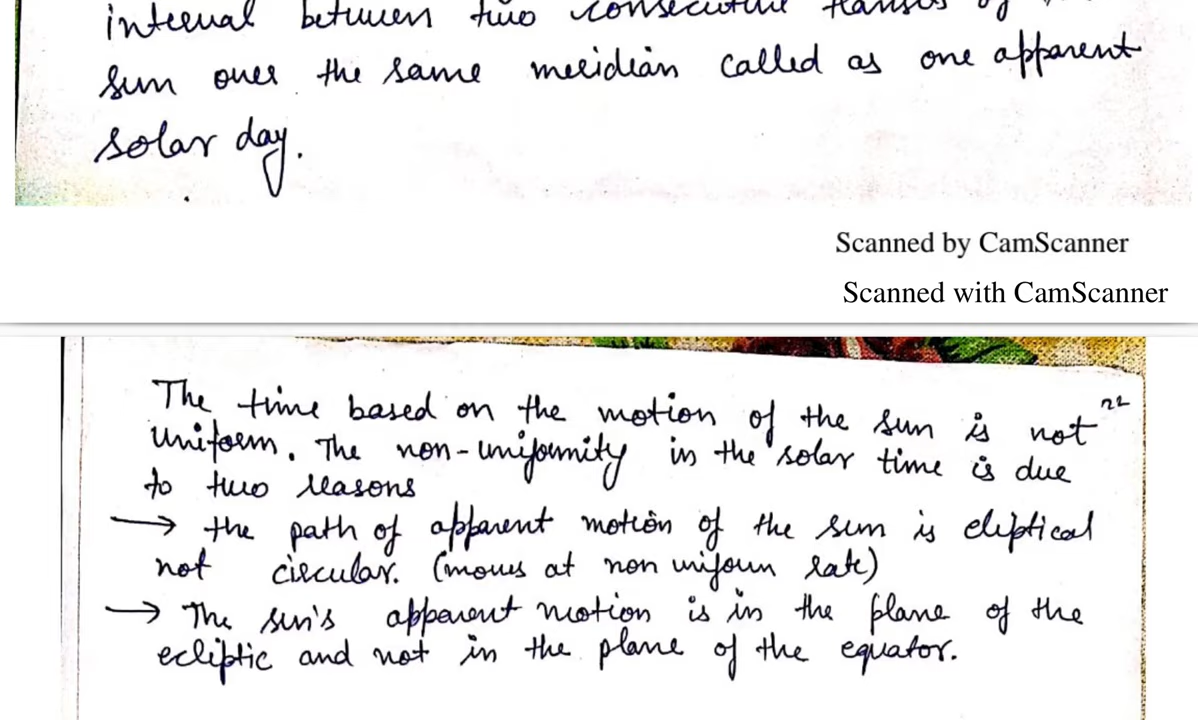 interval between two consecutive transits of
sun over the same meridian called as one apparent
solar day.
Scanned by CamScanner
Scanned with CamScanner
22
The time based on the motion of the sun is not
uniform. The non-uniformity in the solar time is due
to two reasons
→ the path of apparent motion of the sun is eliptical
not circular. (moves at non uniform rate)
→ The sun's apparent motion is in the plane of the
ecliptic and not in the plane of the equator.